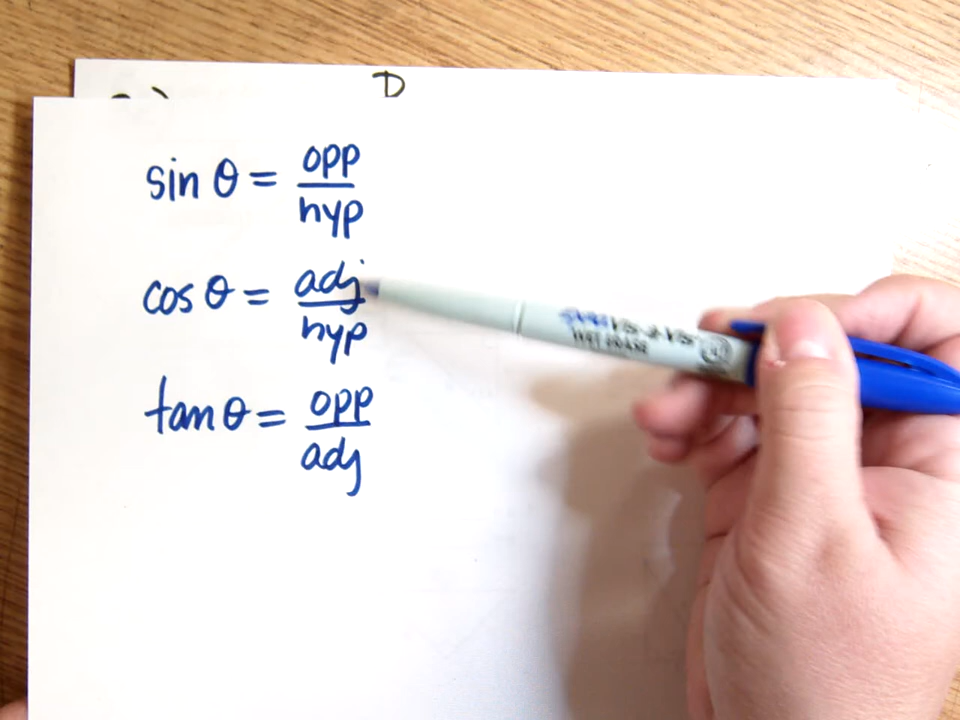 D
sin θ = opp/hyp
cos θ = adj/hyp
tan θ = opp/adj